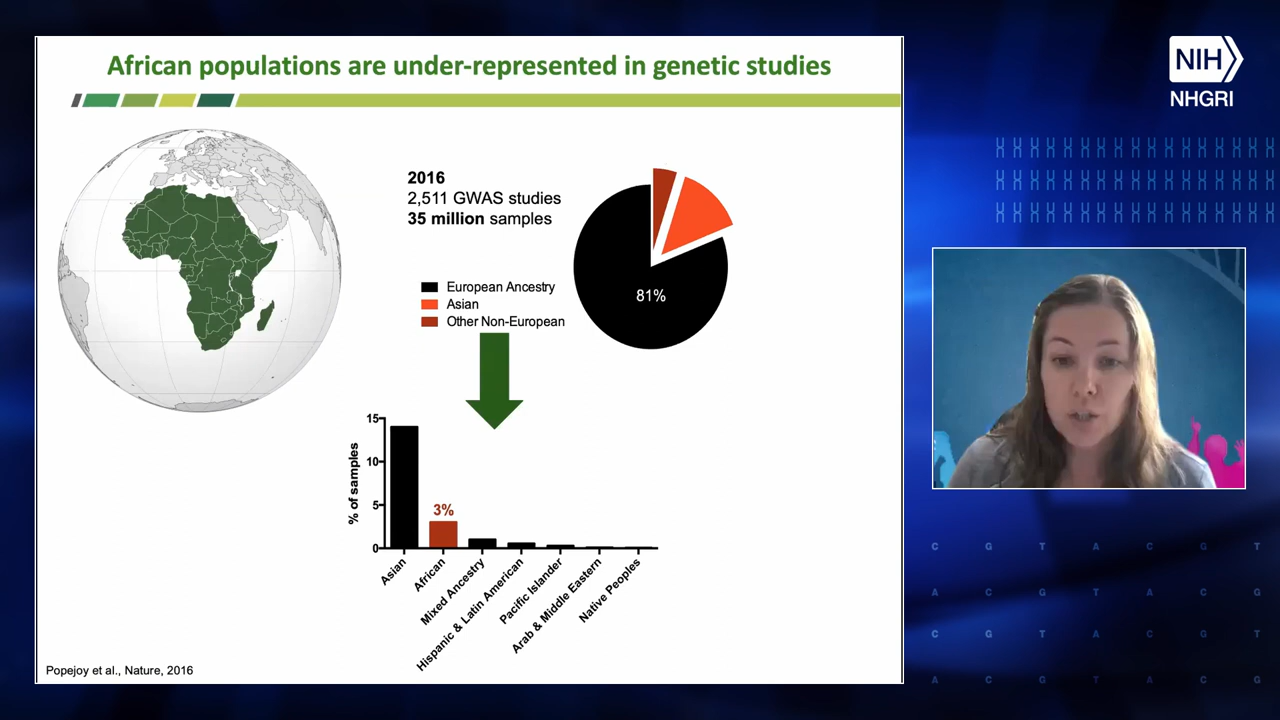 African populations are under-represented in genetic studies
NIH
NHGRI
2016
2,511 GWAS studies
35 million samples
European Ancestry
Asian
Other Non-European
81%
% of samples
15
10
5
0
3%
Asian
African
Mixed Ancestry
Hispanic & Latin American
Pacific Islander
Arab & Middle Eastern
Native Peoples
Popejoy et al., Nature, 2016
C G T A C G T
A C G T A C G
C G T A C G T
A C G T A C G